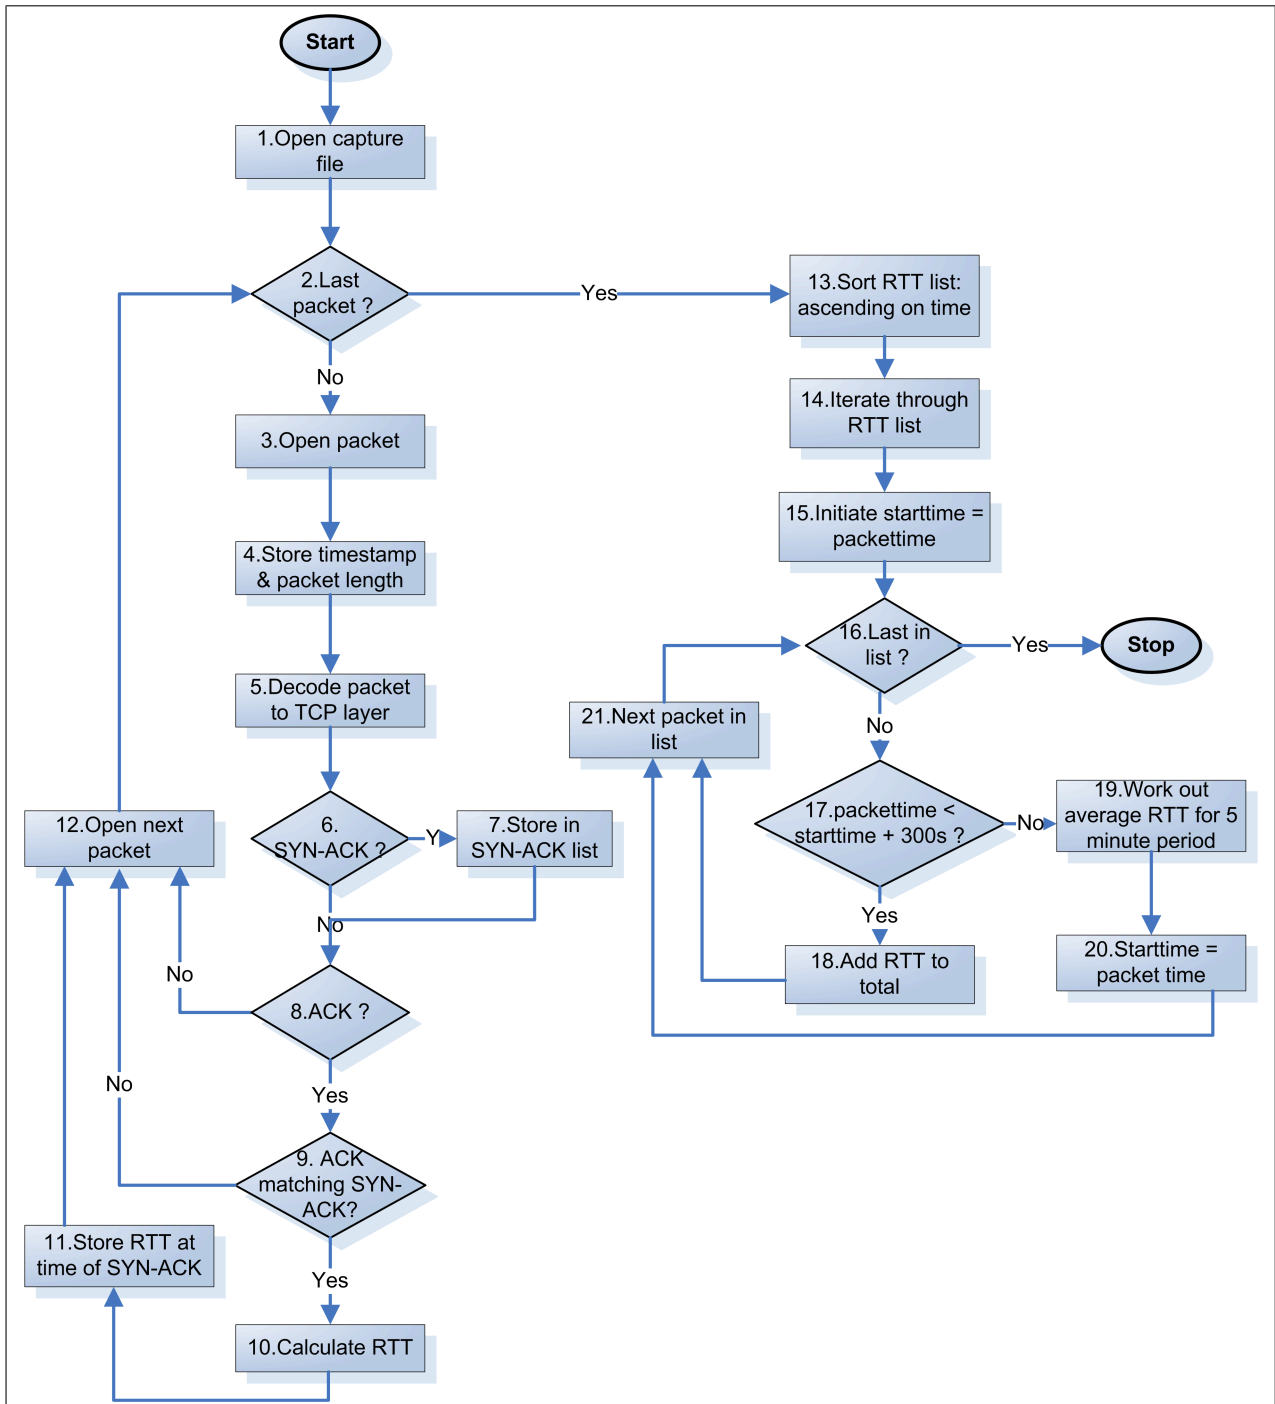 Start
1.Open capture
file
2.Last
packet ?
Yes
No
3.Open packet
4.Store timestamp
& packet length
5.Decode packet
to TCP layer
6.
SYN-ACK ?
Y
7.Store in
SYN-ACK list
No
8.ACK ?
No
Yes
9. ACK
matching SYN-
ACK?
No
Yes
10.Calculate RTT
11.Store RTT at
time of SYN-ACK
12.Open next
packet
13.Sort RTT list:
ascending on time
14.Iterate through
RTT list
15.Initiate starttime =
packettime
16.Last in
list ?
Yes
Stop
No
17.packettime <
starttime + 300s ?
No
Yes
18.Add RTT to
total
19.Work out
average RTT for 5
minute period
20.Starttime =
packet time
21.Next packet in
list